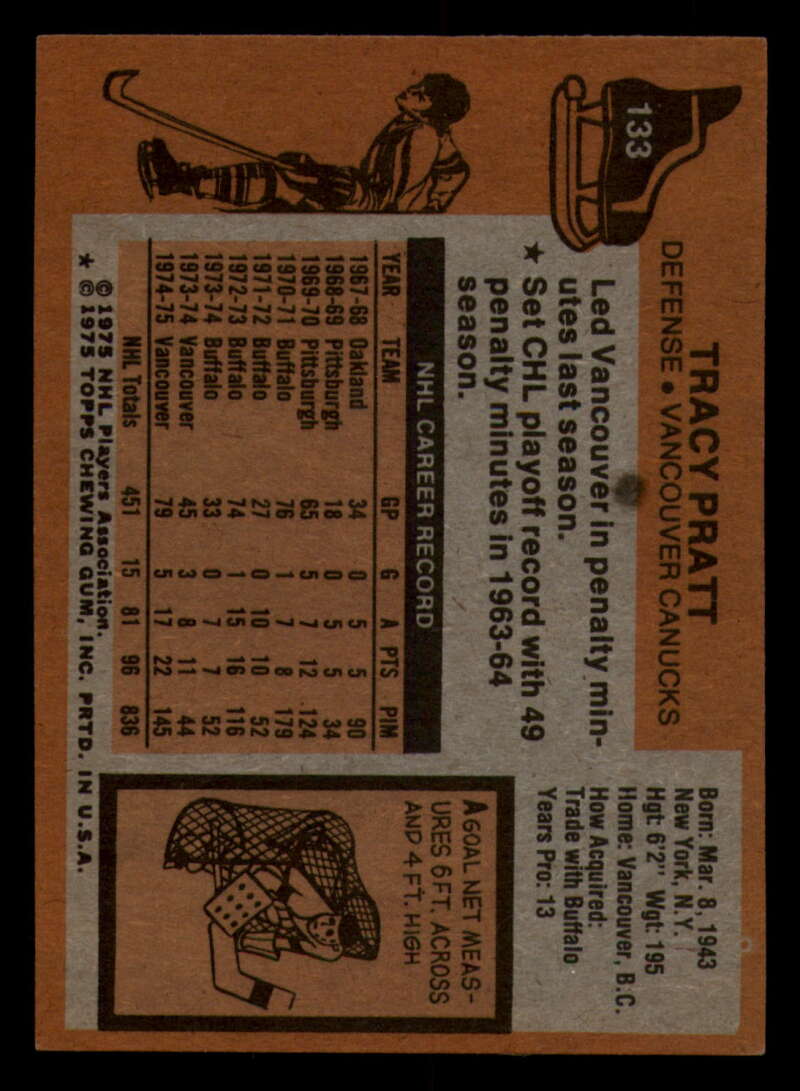 133
TRACY PRATT
DEFENSE • VANCOUVER CANUCKS
Born: Mar. 8, 1943
New York, N.Y.
Hgt: 6'2" Wgt: 195
Home: Vancouver, B.C.
How Acquired:
Trade with Buffalo
Years Pro: 13
Led Vancouver in penalty min-
utes last season.
★ Set CHL playoff record with 49
penalty minutes in 1963-64
season.
NHL CAREER RECORD
YEAR TEAM GP G A PTS PIM
1967-68 Oakland 34 0 5 5 90
1968-69 Pittsburgh 18 0 5 5 34
1969-70 Pittsburgh 65 5 7 12 124
1970-71 Buffalo 76 1 7 8 179
1971-72 Buffalo 27 0 10 10 52
1972-73 Buffalo 74 1 15 16 116
1973-74 Buffalo 33 0 7 7 52
1973-74 Vancouver 45 3 8 11 44
1974-75 Vancouver 79 5 17 22 145
NHL Totals 451 15 81 96 836
© 1975 NHL Players Association.
★ © 1975 TOPPS CHEWING GUM, INC. PRTD. IN U.S.A.
A GOAL NET MEAS-
URES 6 FT. ACROSS
AND 4 FT. HIGH